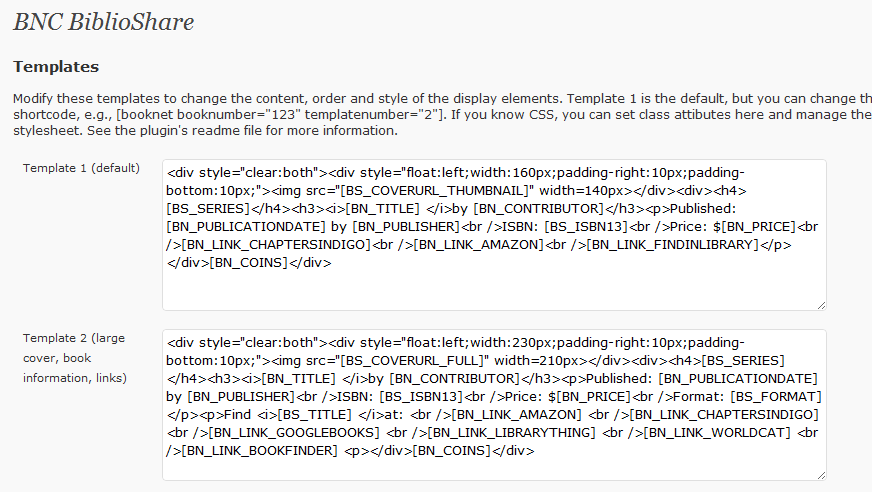 BNC BiblioShare
Templates
Modify these templates to change the content, order and style of the display elements. Template 1 is the default, but you can change th
shortcode, e.g., [booknet booknumber="123" templatenumber="2"]. If you know CSS, you can set class attibutes here and manage the
stylesheet. See the plugin's readme file for more information.
Template 1 (default)
<div style="clear:both"><div style="float:left;width:160px;padding-right:10px;padding-
bottom:10px;"><img src="[BS_COVERURL_THUMBNAIL]" width=140px></div><div><h4>
[BS_SERIES]</h4><h3><i>[BN_TITLE] </i>by [BN_CONTRIBUTOR]</h3><p>Published:
[BN_PUBLICATIONDATE] by [BN_PUBLISHER]<br />ISBN: [BS_ISBN13]<br />Price: $[BN_PRICE]<br
/>[BN_LINK_CHAPTERSINDIGO]<br />[BN_LINK_AMAZON]<br />[BN_LINK_FINDINLIBRARY]</p>
</div>[BN_COINS]</div>
Template 2 (large
cover, book
information, links)
<div style="clear:both"><div style="float:left;width:230px;padding-right:10px;padding-
bottom:10px;"><img src="[BS_COVERURL_FULL]" width=210px></div><div><h4>[BS_SERIES]
</h4><h3><i>[BN_TITLE] </i>by [BN_CONTRIBUTOR]</h3><p>Published: [BN_PUBLICATIONDATE]
by [BN_PUBLISHER]<br />ISBN: [BS_ISBN13]<br />Price: $[BN_PRICE]<br />Format: [BS_FORMAT]
</p><p>Find <i>[BS_TITLE] </i>at: <br />[BN_LINK_AMAZON] <br />[BN_LINK_CHAPTERSINDIGO]
<br />[BN_LINK_GOOGLEBOOKS] <br />[BN_LINK_LIBRARYTHING] <br />[BN_LINK_WORLDCAT] <br
/>[BN_LINK_BOOKFINDER] <p></div>[BN_COINS]</div>